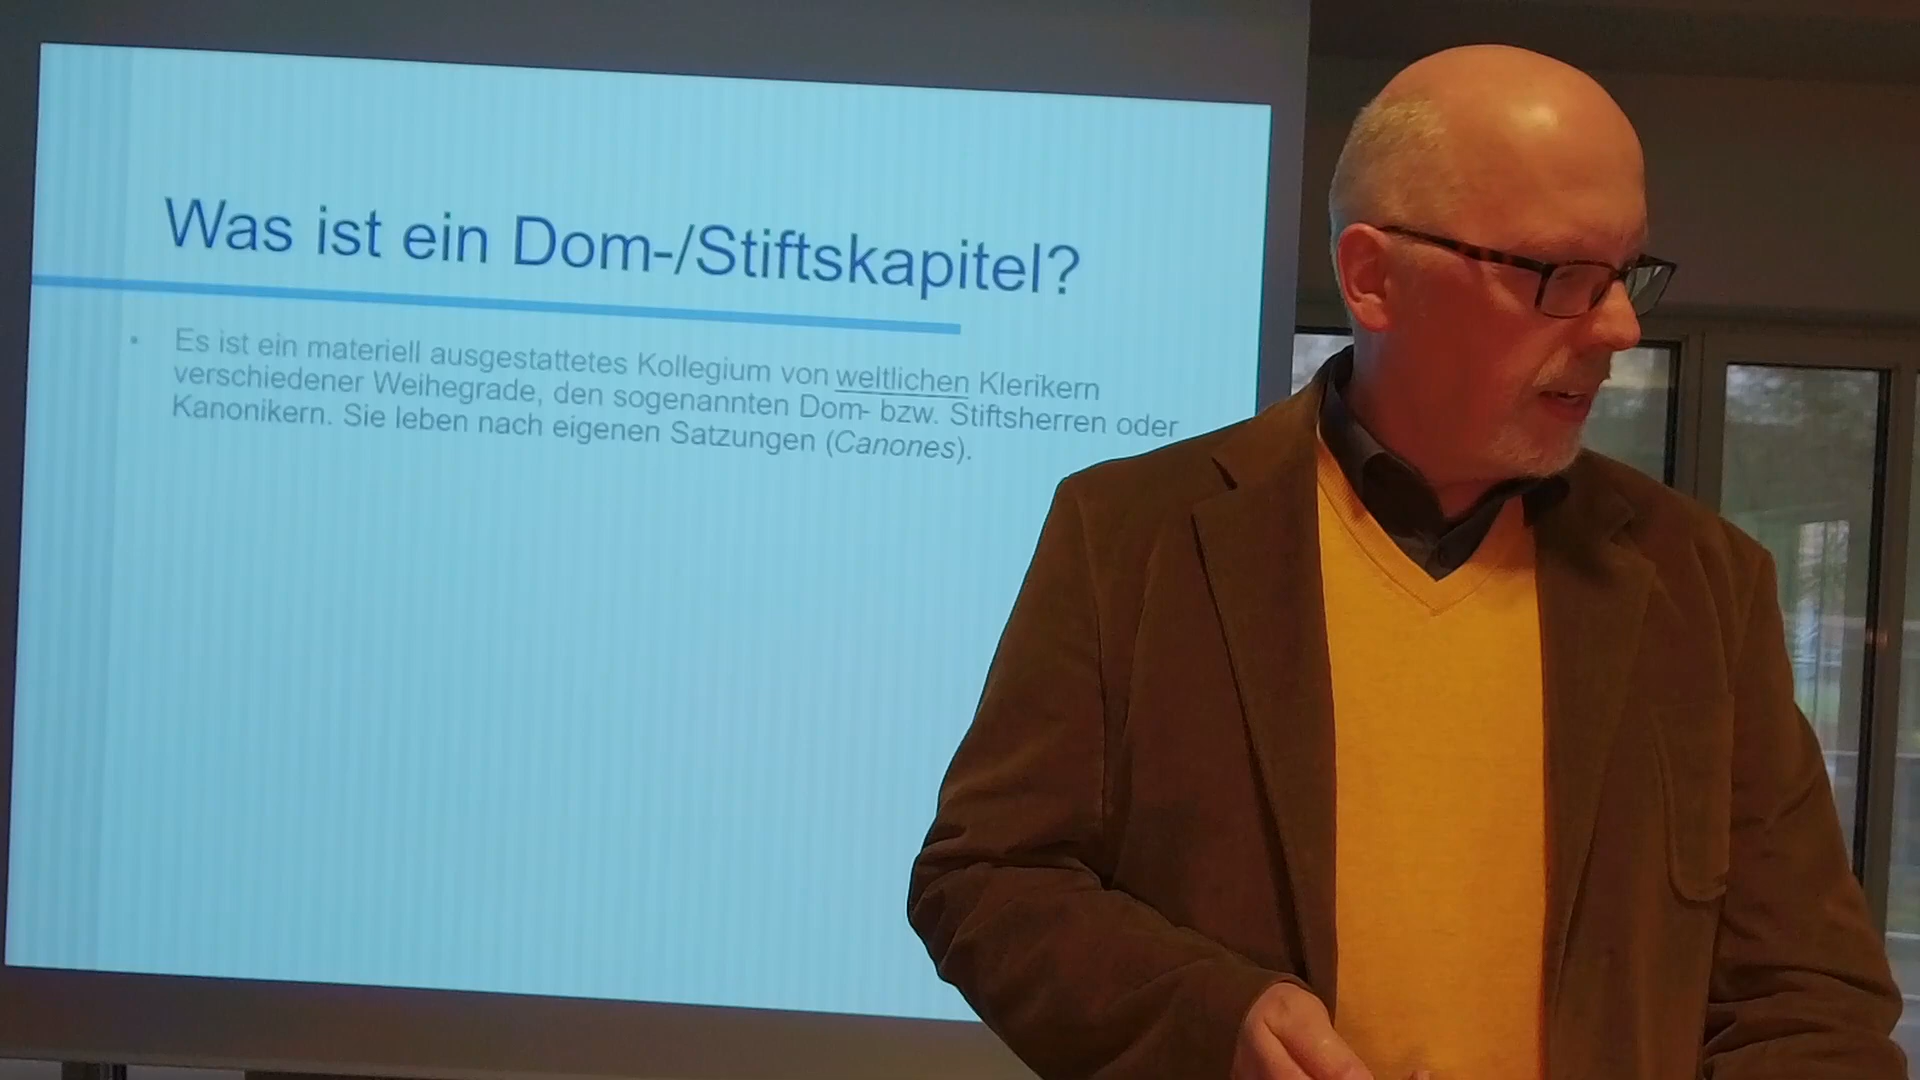 Was ist ein Dom-/Stiftskapitel?
• Es ist ein materiell ausgestattetes Kollegium von weltlichen Klerikern
verschiedener Weihegrade, den sogenannten Dom- bzw. Stiftsherren oder
Kanonikern. Sie leben nach eigenen Satzungen (Canones).